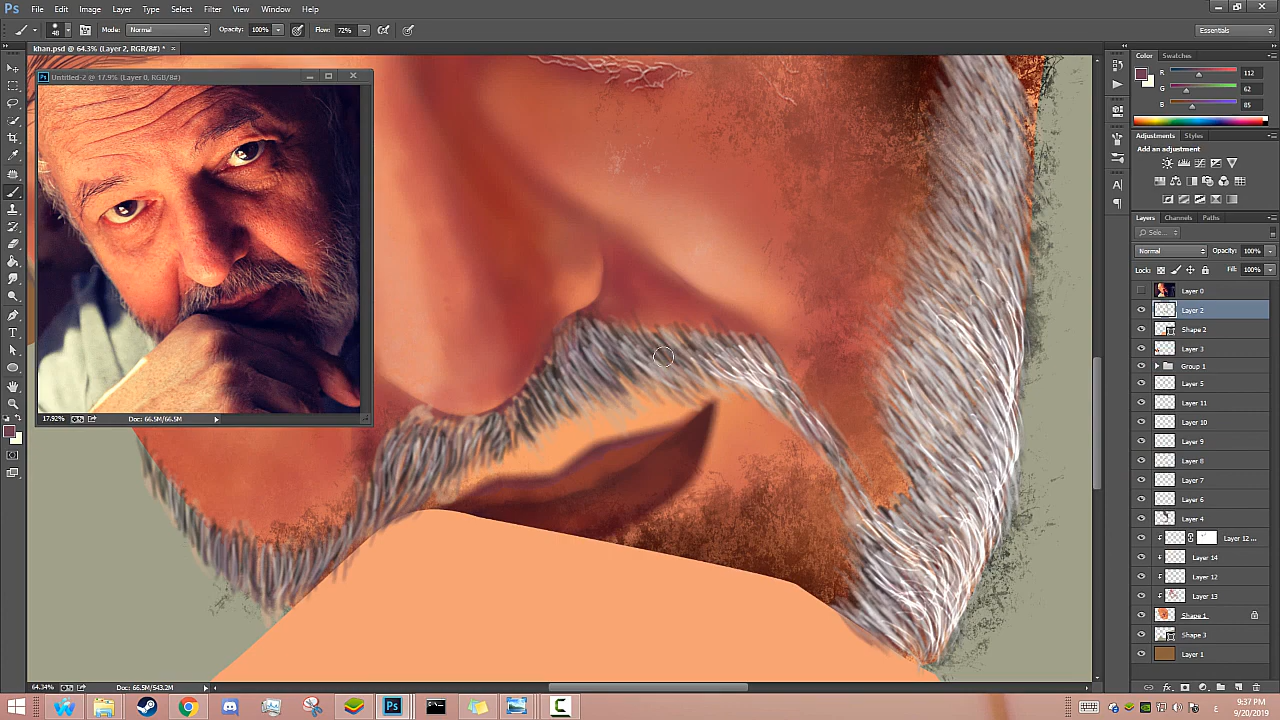 Ps File Edit Image Layer Type Select Filter View Window Help
48 Mode: Normal Opacity: 100% Flow: 72% Essentials
khan.psd @ 64.3% (Layer 2, RGB/8#) * ×
Untitled-2 @ 17.9% (Layer 0, RGB/8#)
17.92% Doc: 66.5M/66.5M
Color Swatches
R 112
G 62
B 85
Adjustments Styles
Add an adjustment
Layers Channels Paths
Normal Opacity: 100%
Lock: Fill: 100%
Layer 0
Layer 2
Shape 2
Layer 3
Group 1
Layer 5
Layer 11
Layer 10
Layer 9
Layer 8
Layer 7
Layer 6
Layer 4
Layer 12 ...
Layer 14
Layer 12
Layer 13
Shape 1
Shape 3
Layer 1
64.34% Doc: 66.5M/543.2M
9:37 PM
9/20/2019